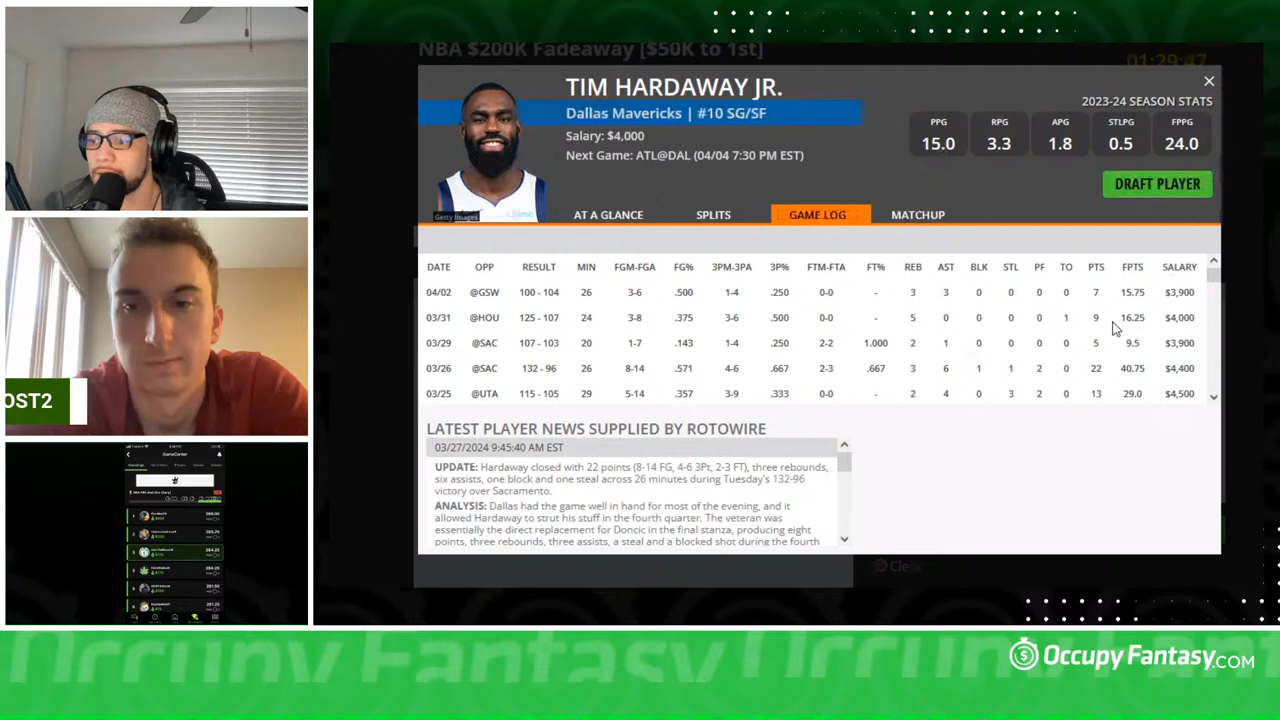 NBA $200K Fadeaway [$50K to 1st]
01:29:47
TIM HARDAWAY JR.
Dallas Mavericks | #10 SG/SF
Salary: $4,000
Next Game: ATL@DAL (04/04 7:30 PM EST)
Getty Images
2023-24 SEASON STATS
PPG RPG APG STLPG FPPG
15.0 3.3 1.8 0.5 24.0
DRAFT PLAYER
AT A GLANCE SPLITS GAME LOG MATCHUP
DATE OPP RESULT MIN FGM-FGA FG% 3PM-3PA 3P% FTM-FTA FT% REB AST BLK STL PF TO PTS FPTS SALARY
04/02 @GSW 100 - 104 26 3-6 .500 1-4 .250 0-0 - 3 3 0 0 0 0 7 15.75 $3,900
03/31 @HOU 125 - 107 24 3-8 .375 3-6 .500 0-0 - 5 0 0 0 0 1 9 16.25 $4,000
03/29 @SAC 107 - 103 20 1-7 .143 1-4 .250 2-2 1.000 2 1 0 0 0 0 5 9.5 $3,900
03/26 @SAC 132 - 96 26 8-14 .571 4-6 .667 2-3 .667 3 6 1 1 2 0 22 40.75 $4,400
03/25 @UTA 115 - 105 29 5-14 .357 3-9 .333 0-0 - 2 4 0 3 2 0 13 29.0 $4,500
LATEST PLAYER NEWS SUPPLIED BY ROTOWIRE
03/27/2024 9:45:40 AM EST
UPDATE: Hardaway closed with 22 points (8-14 FG, 4-6 3Pt, 2-3 FT), three rebounds,
six assists, one block and one steal across 26 minutes during Tuesday's 132-96
victory over Sacramento.
ANALYSIS: Dallas had the game well in hand for most of the evening, and it
allowed Hardaway to strut his stuff in the fourth quarter. The veteran was
essentially the direct replacement for Doncic in the final stanza, producing eight
points, three rebounds, three assists, a steal and a blocked shot during the fourth
OST2
GameCenter
Occupy Fantasy.COM